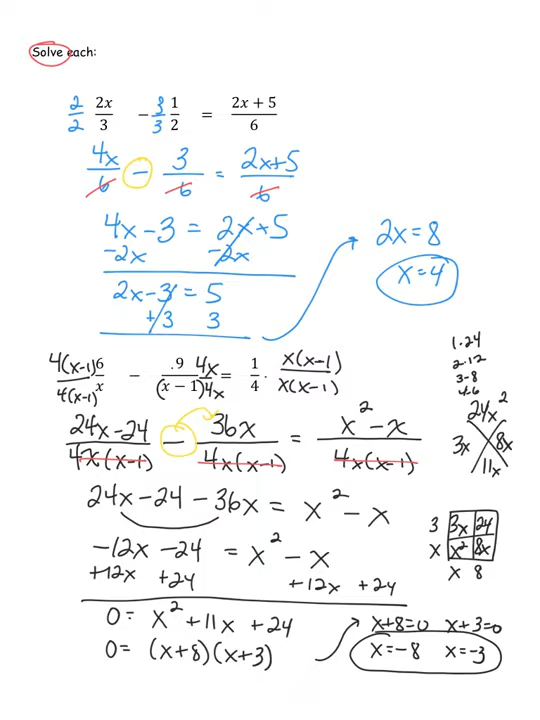 Solve each:
2/2 2x/3 - 3/3 1/2 = 2x + 5/6
4x/6 - 3/6 = 2x+5/6
4x - 3 = 2x + 5
-2x -2x
2x - 3 = 5
+3 3
2x = 8
x = 4
4(x-1)/4(x-1) 6/x - .9/(x - 1) 4x/4x = 1/4 · x(x-1)/x(x-1)
24x-24/4x(x-1) - 36x/4x(x-1) = x² - x/4x(x-1)
24x - 24 - 36x = x² - x
-12x - 24 = x² - x
+12x +24 +12x +24
0 = x² + 11x + 24
0 = (x+8)(x+3)
1·24
2·12
3-8
4-6
24x²
3x 8x
11x
3 3x 24
x x² 8x
x 8
x+8=0 x+3=0
x=-8 x=-3